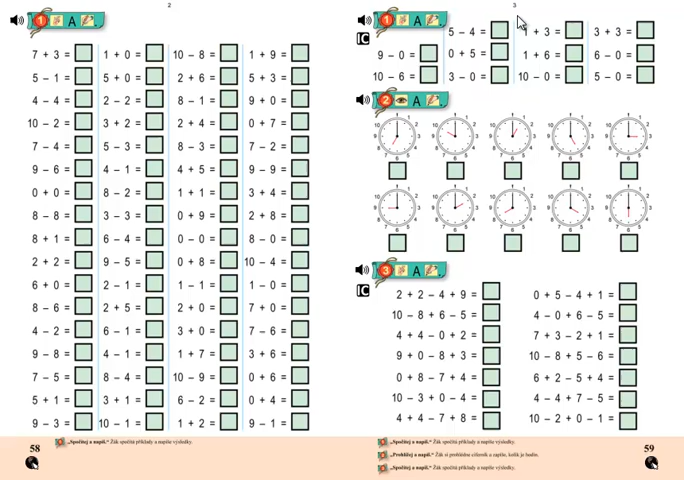 2
1 A
7 + 3 = 1 + 0 = 10 – 8 = 1 + 9 =
5 – 1 = 5 + 0 = 2 + 6 = 5 + 3 =
4 – 4 = 2 – 2 = 8 – 1 = 9 + 0 =
10 – 2 = 3 + 2 = 2 + 4 = 0 + 7 =
7 – 4 = 5 – 3 = 8 – 3 = 7 – 2 =
9 – 6 = 4 – 1 = 4 + 5 = 9 – 9 =
0 + 0 = 8 – 2 = 1 + 1 = 3 + 4 =
8 – 8 = 3 – 3 = 0 + 9 = 2 + 8 =
8 + 1 = 6 – 4 = 0 – 0 = 8 – 0 =
2 + 2 = 9 – 5 = 0 + 8 = 10 – 4 =
6 + 0 = 2 – 1 = 1 – 1 = 1 – 0 =
8 – 6 = 2 + 5 = 2 + 0 = 7 + 0 =
4 – 2 = 6 – 1 = 3 + 0 = 7 – 6 =
9 – 8 = 4 – 1 = 1 + 7 = 3 + 6 =
7 – 5 = 8 – 4 = 10 – 9 = 0 + 6 =
5 + 1 = 3 + 1 = 6 – 2 = 0 + 4 =
9 – 3 = 10 – 1 = 1 + 2 = 9 – 1 =
58
1 „Spočítej a napiš.“ Žák spočítá příklady a napíše výsledky.
3
1 A
5 – 4 = 1 + 3 = 3 + 3 =
9 – 0 = 0 + 5 = 1 + 6 = 6 – 0 =
10 – 6 = 3 – 0 = 10 – 0 = 5 – 0 =
2 A
3 A
2 + 2 – 4 + 9 = 0 + 5 – 4 + 1 =
10 – 8 + 6 – 5 = 4 – 0 + 6 – 5 =
4 + 4 – 0 + 2 = 7 + 3 – 2 + 1 =
9 + 0 – 8 + 3 = 10 – 8 + 5 – 6 =
0 + 8 – 7 + 4 = 6 + 2 – 5 + 4 =
10 – 3 + 0 – 4 = 4 – 4 + 7 – 5 =
4 + 4 – 7 + 8 = 10 – 2 + 0 – 1 =
1 „Spočítej a napiš.“ Žák spočítá příklady a napíše výsledky.
2 „Prohlížej a napiš.“ Žák si prohlédne ciferník a zapíše, kolik je hodin.
3 „Spočítej a napiš.“ Žák spočítá příklady a napíše výsledky.
59